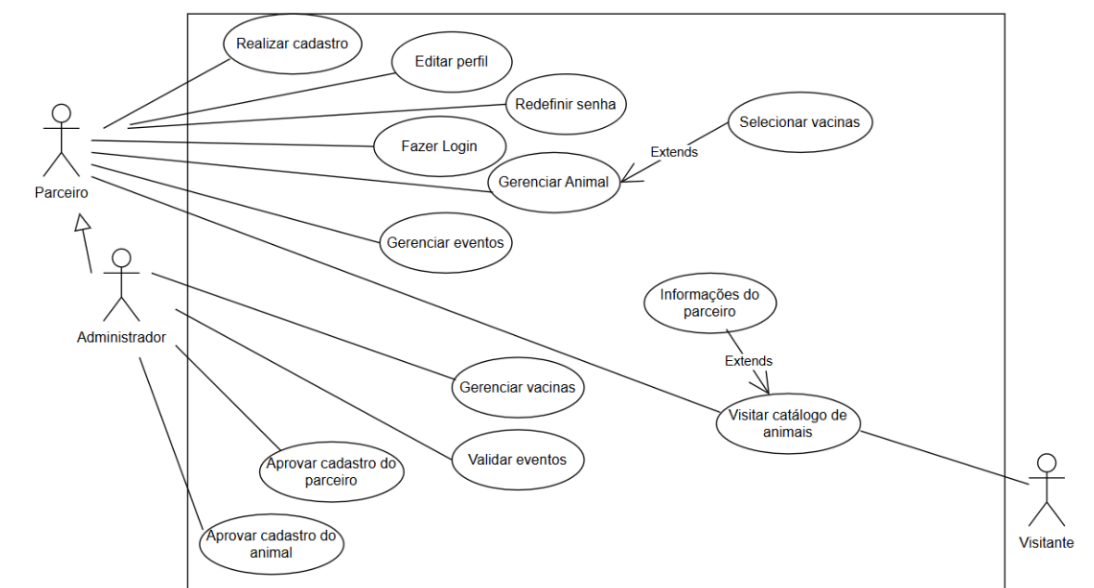 Realizar cadastro
Editar perfil
Redefinir senha
Selecionar vacinas
Fazer Login
Extends
Gerenciar Animal
Parceiro
Gerenciar eventos
Informações do
parceiro
Administrador
Extends
Gerenciar vacinas
Visitar catálogo de
animais
Aprovar cadastro do
parceiro
Validar eventos
Aprovar cadastro do
animal
Visitante